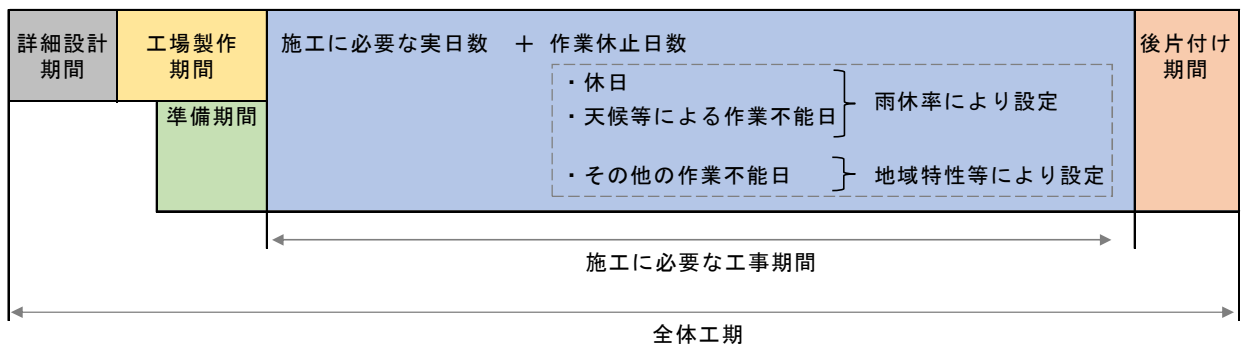 詳細設計
期間
工場製作
期間
準備期間
施工に必要な実日数 ＋ 作業休止日数
・休日
・天候等による作業不能日
雨休率により設定
・その他の作業不能日
地域特性等により設定
後片付け
期間
施工に必要な工事期間
全体工期